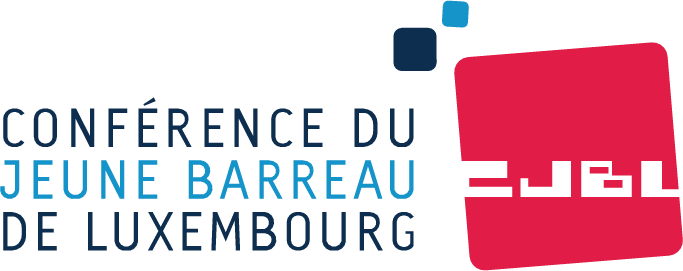 CONFÉRENCE DU
JEUNE BARREAU
DE LUXEMBOURG
CJBL